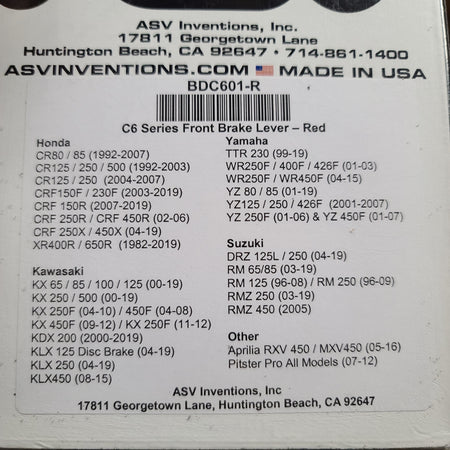 ASV Inventions, Inc.
17811 Georgetown Lane
Huntington Beach, CA 92647 • 714-861-1400
ASVINVENTIONS.COM MADE IN USA
BDC601-R
C6 Series Front Brake Lever – Red
Honda
CR80 / 85 (1992-2007)
CR125 / 250 / 500 (1992-2003)
CR125 / 250 (2004-2007)
CRF150F / 230F (2003-2019)
CRF 150R (2007-2019)
CRF 250R / CRF 450R (02-06)
CRF 250X / 450X (04-19)
XR400R / 650R (1982-2019)
Kawasaki
KX 65 / 85 / 100 / 125 (00-19)
KX 250 / 500 (00-19)
KX 250F (04-10) / 450F (04-08)
KX 450F (09-12) / KX 250F (11-12)
KDX 200 (2000-2019)
KLX 125 Disc Brake (04-19)
KLX 250 (04-19)
KLX450 (08-15)
Yamaha
TTR 230 (99-19)
WR250F / 400F / 426F (01-03)
WR250F / WR450F (04-15)
YZ 80 / 85 (01-19)
YZ125 / 250 / 426F (2001-2007)
YZ 250F (01-06) & YZ 450F (01-07)
Suzuki
DRZ 125L / 250 (04-19)
RM 65/85 (03-19)
RM 125 (96-08) / RM 250 (96-09)
RMZ 250 (03-19)
RMZ 450 (2005)
Other
Aprilia RXV 450 / MXV450 (05-16)
Pitster Pro All Models (07-12)
ASV Inventions, Inc
17811 Georgetown Lane, Huntington Beach, CA 92647